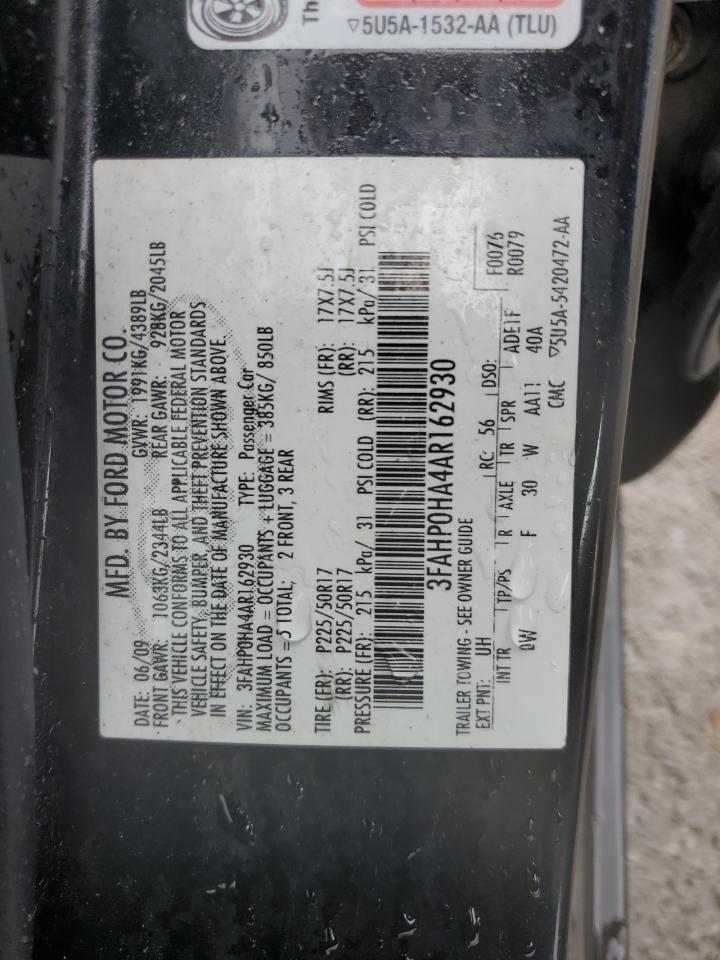 Th
▽5U5A-1532-AA (TLU)
MFD. BY FORD MOTOR CO.
DATE: 06/09 GVWR: 1991KG/4389LB
FRONT GAWR: 1063KG/2344LB REAR GAWR: 928KG/2045LB
THIS VEHICLE CONFORMS TO ALL APPLICABLE FEDERAL MOTOR
VEHICLE SAFETY, BUMPER, AND THEFT PREVENTION STANDARDS
IN EFFECT ON THE DATE OF MANUFACTURE SHOWN ABOVE.
VIN: 3FAHP0HA4AR162930 TYPE: Passenger Car
MAXIMUM LOAD = OCCUPANTS + LUGGAGE = 385KG/ 850LB
OCCUPANTS = 5 TOTAL; 2 FRONT, 3 REAR
TIRE (FR): P225/50R17 RIMS (FR): 17X7.5J
(RR): P225/50R17 (RR): 17X7.5J
PRESSURE (FR): 215 kPa/ 31 PSI COLD (RR): 215 kPa/ 31 PSI COLD
3FAHP0HA4AR162930
TRAILER TOWING - SEE OWNER GUIDE F0076
R0079
EXT PNT: UH RC: 56 DSO:
INT TR TP/PS R AXLE TR SPR ADE1F
QW F 30 W AA11 40A
CMC ▽5U5A-5420472-AA